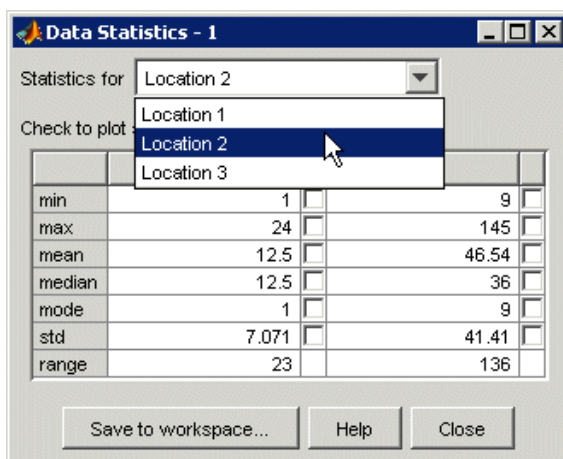 Data Statistics - 1
Statistics for Location 2
Location 1
Check to plot
Location 2
Location 3
min 1 9
max 24 145
mean 12.5 46.54
median 12.5 36
mode 1 9
std 7.071 41.41
range 23 136
Save to workspace... Help Close